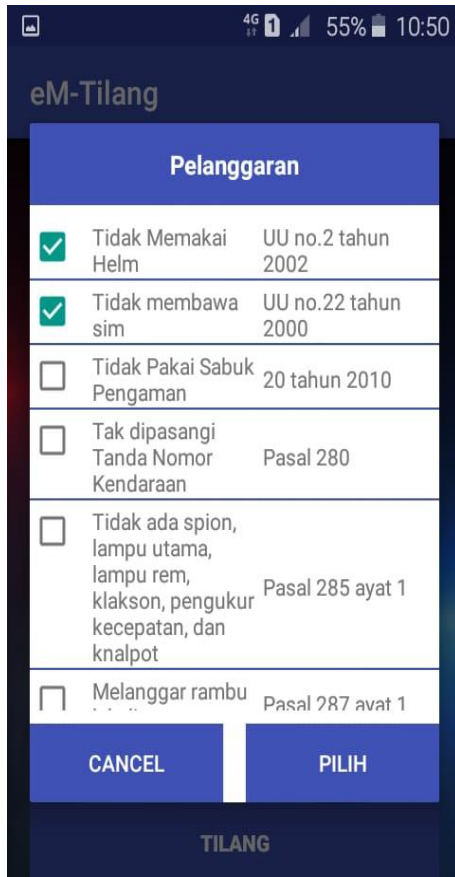 4G 1 55% 10:50
eM-Tilang
Pelanggaran
Tidak Memakai
Helm
UU no.2 tahun
2002
Tidak membawa
sim
UU no.22 tahun
2000
Tidak Pakai Sabuk
Pengaman
20 tahun 2010
Tak dipasangi
Tanda Nomor
Kendaraan
Pasal 280
Tidak ada spion,
lampu utama,
lampu rem,
klakson, pengukur
kecepatan, dan
knalpot
Pasal 285 ayat 1
Melanggar rambu
Pasal 287 ayat 1
CANCEL
PILIH
TILANG